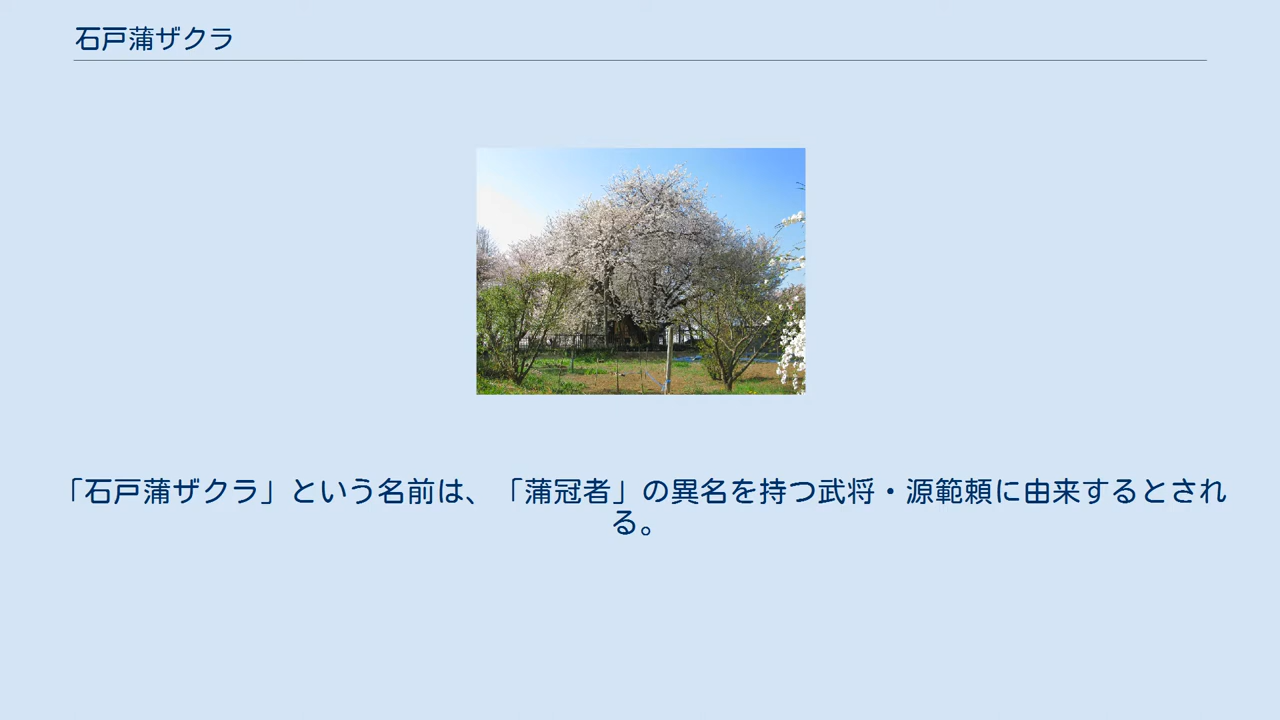 石戸蒲ザクラ
「石戸蒲ザクラ」という名前は、「蒲冠者」の異名を持つ武将・源範頼に由来するとされ
る。